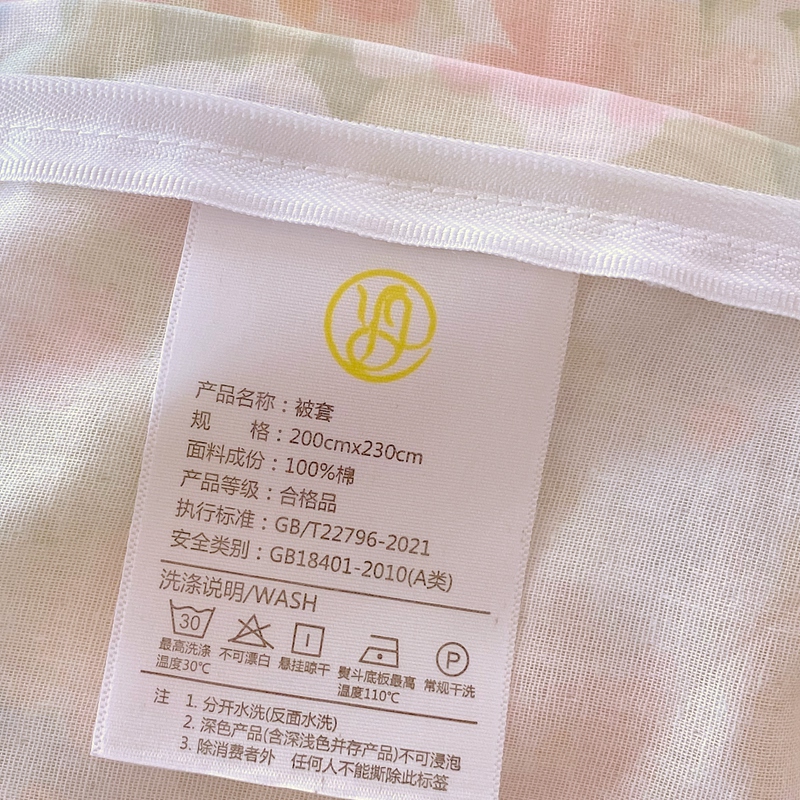 产品名称：被套
规 格：200cmx230cm
面料成份：100%棉
产品等级：合格品
执行标准：GB/T22796-2021
安全类别：GB18401-2010(A类)
洗涤说明/WASH
30 P
最高洗涤温度30℃ 不可漂白 悬挂晾干 熨斗底板最高温度110℃ 常规干洗
注 1. 分开水洗(反面水洗)
2. 深色产品(含深浅色并存产品)不可浸泡
3. 除消费者外 任何人不能撕除此标签